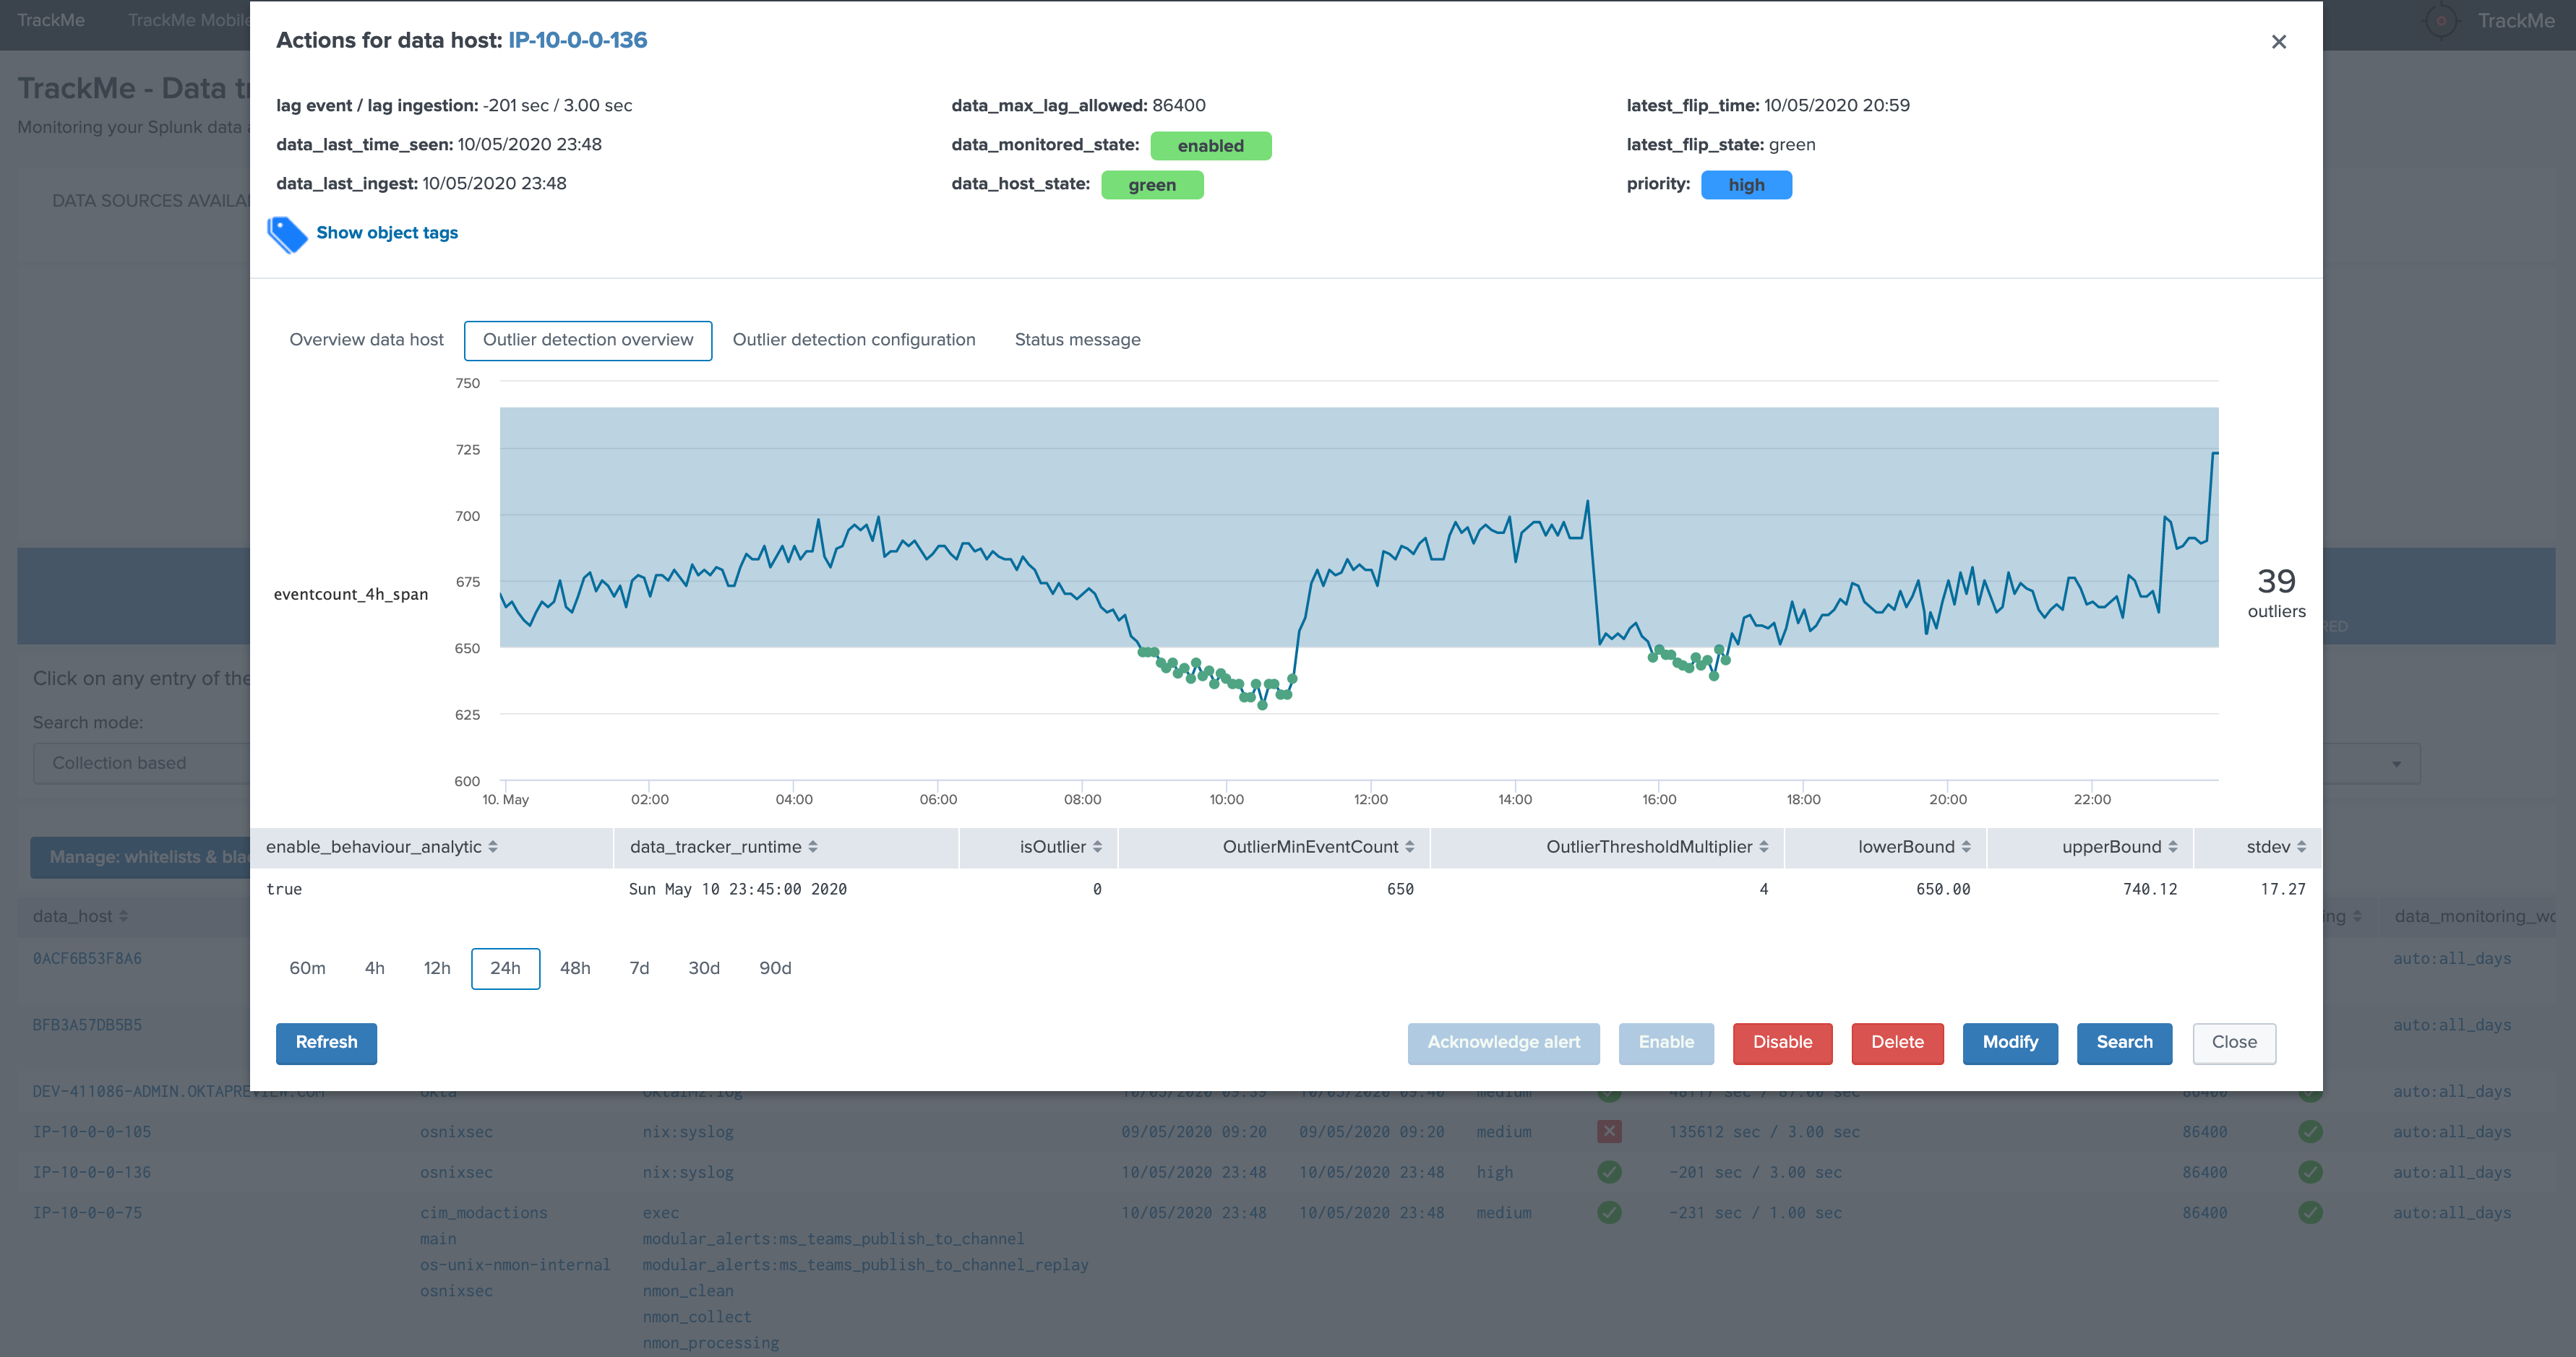 TrackMe TrackMe Mobile TrackMe
TrackMe - Data
Monitoring your Splunk data
DATA SOURCES
Click on any entry of the
Search mode:
Collection based
Manage: whitelists &
Actions for data host: IP-10-0-0-136
lag event / lag ingestion: -201 sec / 3.00 sec data_max_lag_allowed: 86400 latest_flip_time: 10/05/2020 20:59
data_last_time_seen: 10/05/2020 23:48 data_monitored_state: enabled latest_flip_state: green
data_last_ingest: 10/05/2020 23:48 data_host_state: green priority: high
Show object tags
Overview data host Outlier detection overview Outlier detection configuration Status message
750
725
700
675
650
625
600
eventcount_4h_span
39
outliers
10. May 02:00 04:00 06:00 08:00 10:00 12:00 14:00 16:00 18:00 20:00 22:00
enable_behaviour_analytic data_tracker_runtime isOutlier OutlierMinEventCount OutlierThresholdMultiplier lowerBound upperBound stdev
true Sun May 10 23:45:00 2020 0 650 4 650.00 740.12 17.27
60m 4h 12h 24h 48h 7d 30d 90d
Refresh Acknowledge alert Enable Disable Delete Modify Search Close
data_host
0ACF6B53F8A6 auto:all_days
BFB3A57DB5B5 auto:all_days
DEV-411086-ADMIN.OKTAPREVIEW.COM 86400 auto:all_days
IP-10-0-0-105 osnixsec nix:syslog 09/05/2020 09:20 09/05/2020 09:20 medium 135612 sec / 3.00 sec 86400 auto:all_days
IP-10-0-0-136 osnixsec nix:syslog 10/05/2020 23:48 10/05/2020 23:48 high -201 sec / 3.00 sec 86400 auto:all_days
IP-10-0-0-75 cim_modactions exec 10/05/2020 23:48 10/05/2020 23:48 medium -231 sec / 1.00 sec 86400 auto:all_days
main modular_alerts:ms_teams_publish_to_channel
os-unix-nmon-internal modular_alerts:ms_teams_publish_to_channel_replay
osnixsec nmon_clean
nmon_collect
nmon_processing